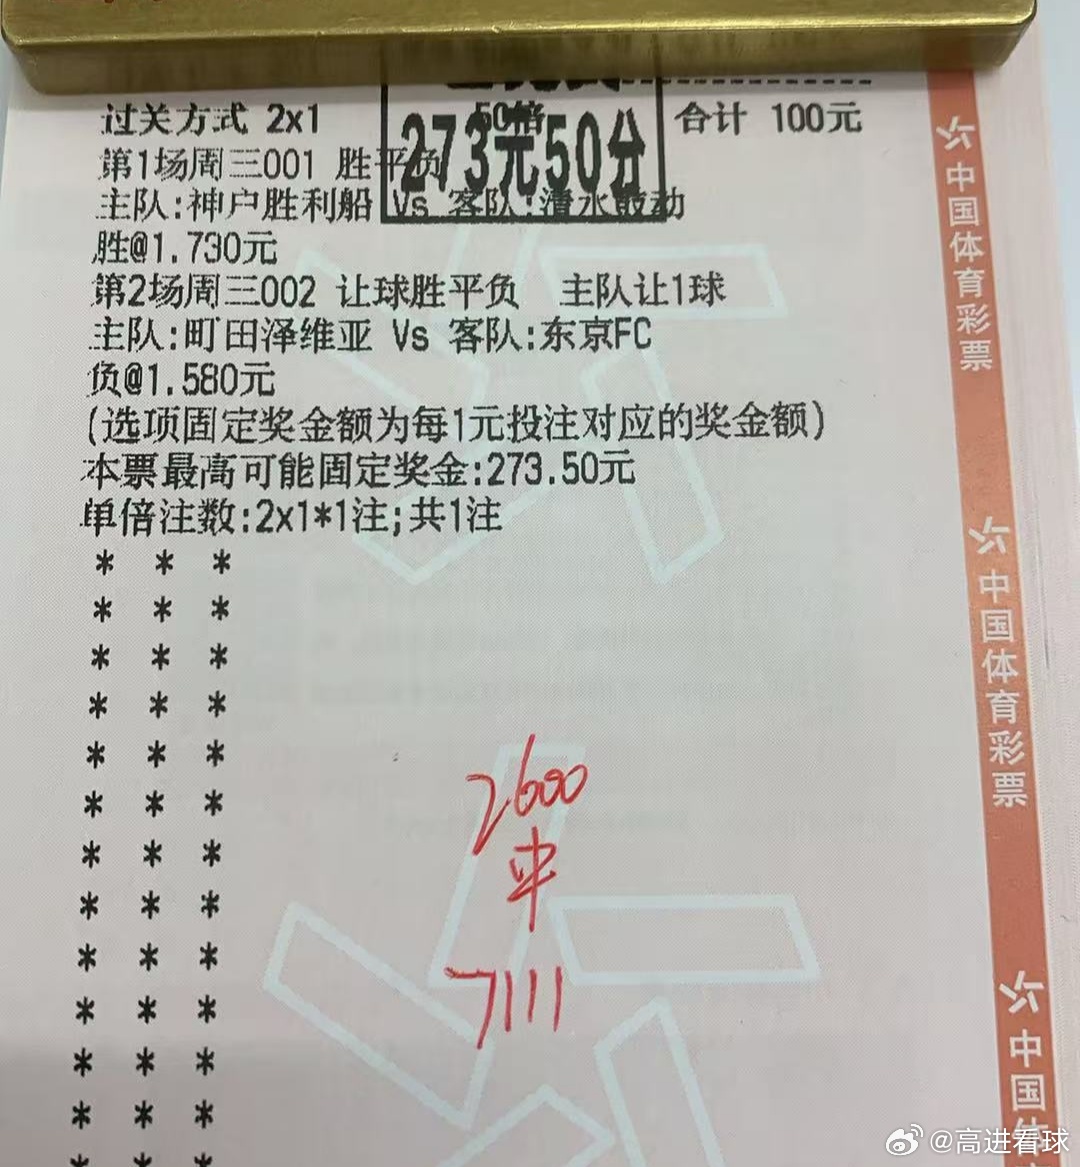 过关方式 2x1 50倍 合计 100元
273元50分
第1场周三001 胜平负
主队:神户胜利船 Vs 客队:清水鼓动
胜@1.730元
第2场周三002 让球胜平负 主队让1球
主队:町田泽维亚 Vs 客队:东京FC
负@1.580元
(选项固定奖金额为每1元投注对应的奖金额)
本票最高可能固定奖金:273.50元
单倍注数:2x1*1注;共1注
* * *
* * *
* * *
* * *
* * *
* * *
* * *
* * *
* * *
* * *
* * *
* * *
2600
中
7111
中国体育彩票
中国体育彩票
中国体
@高进看球